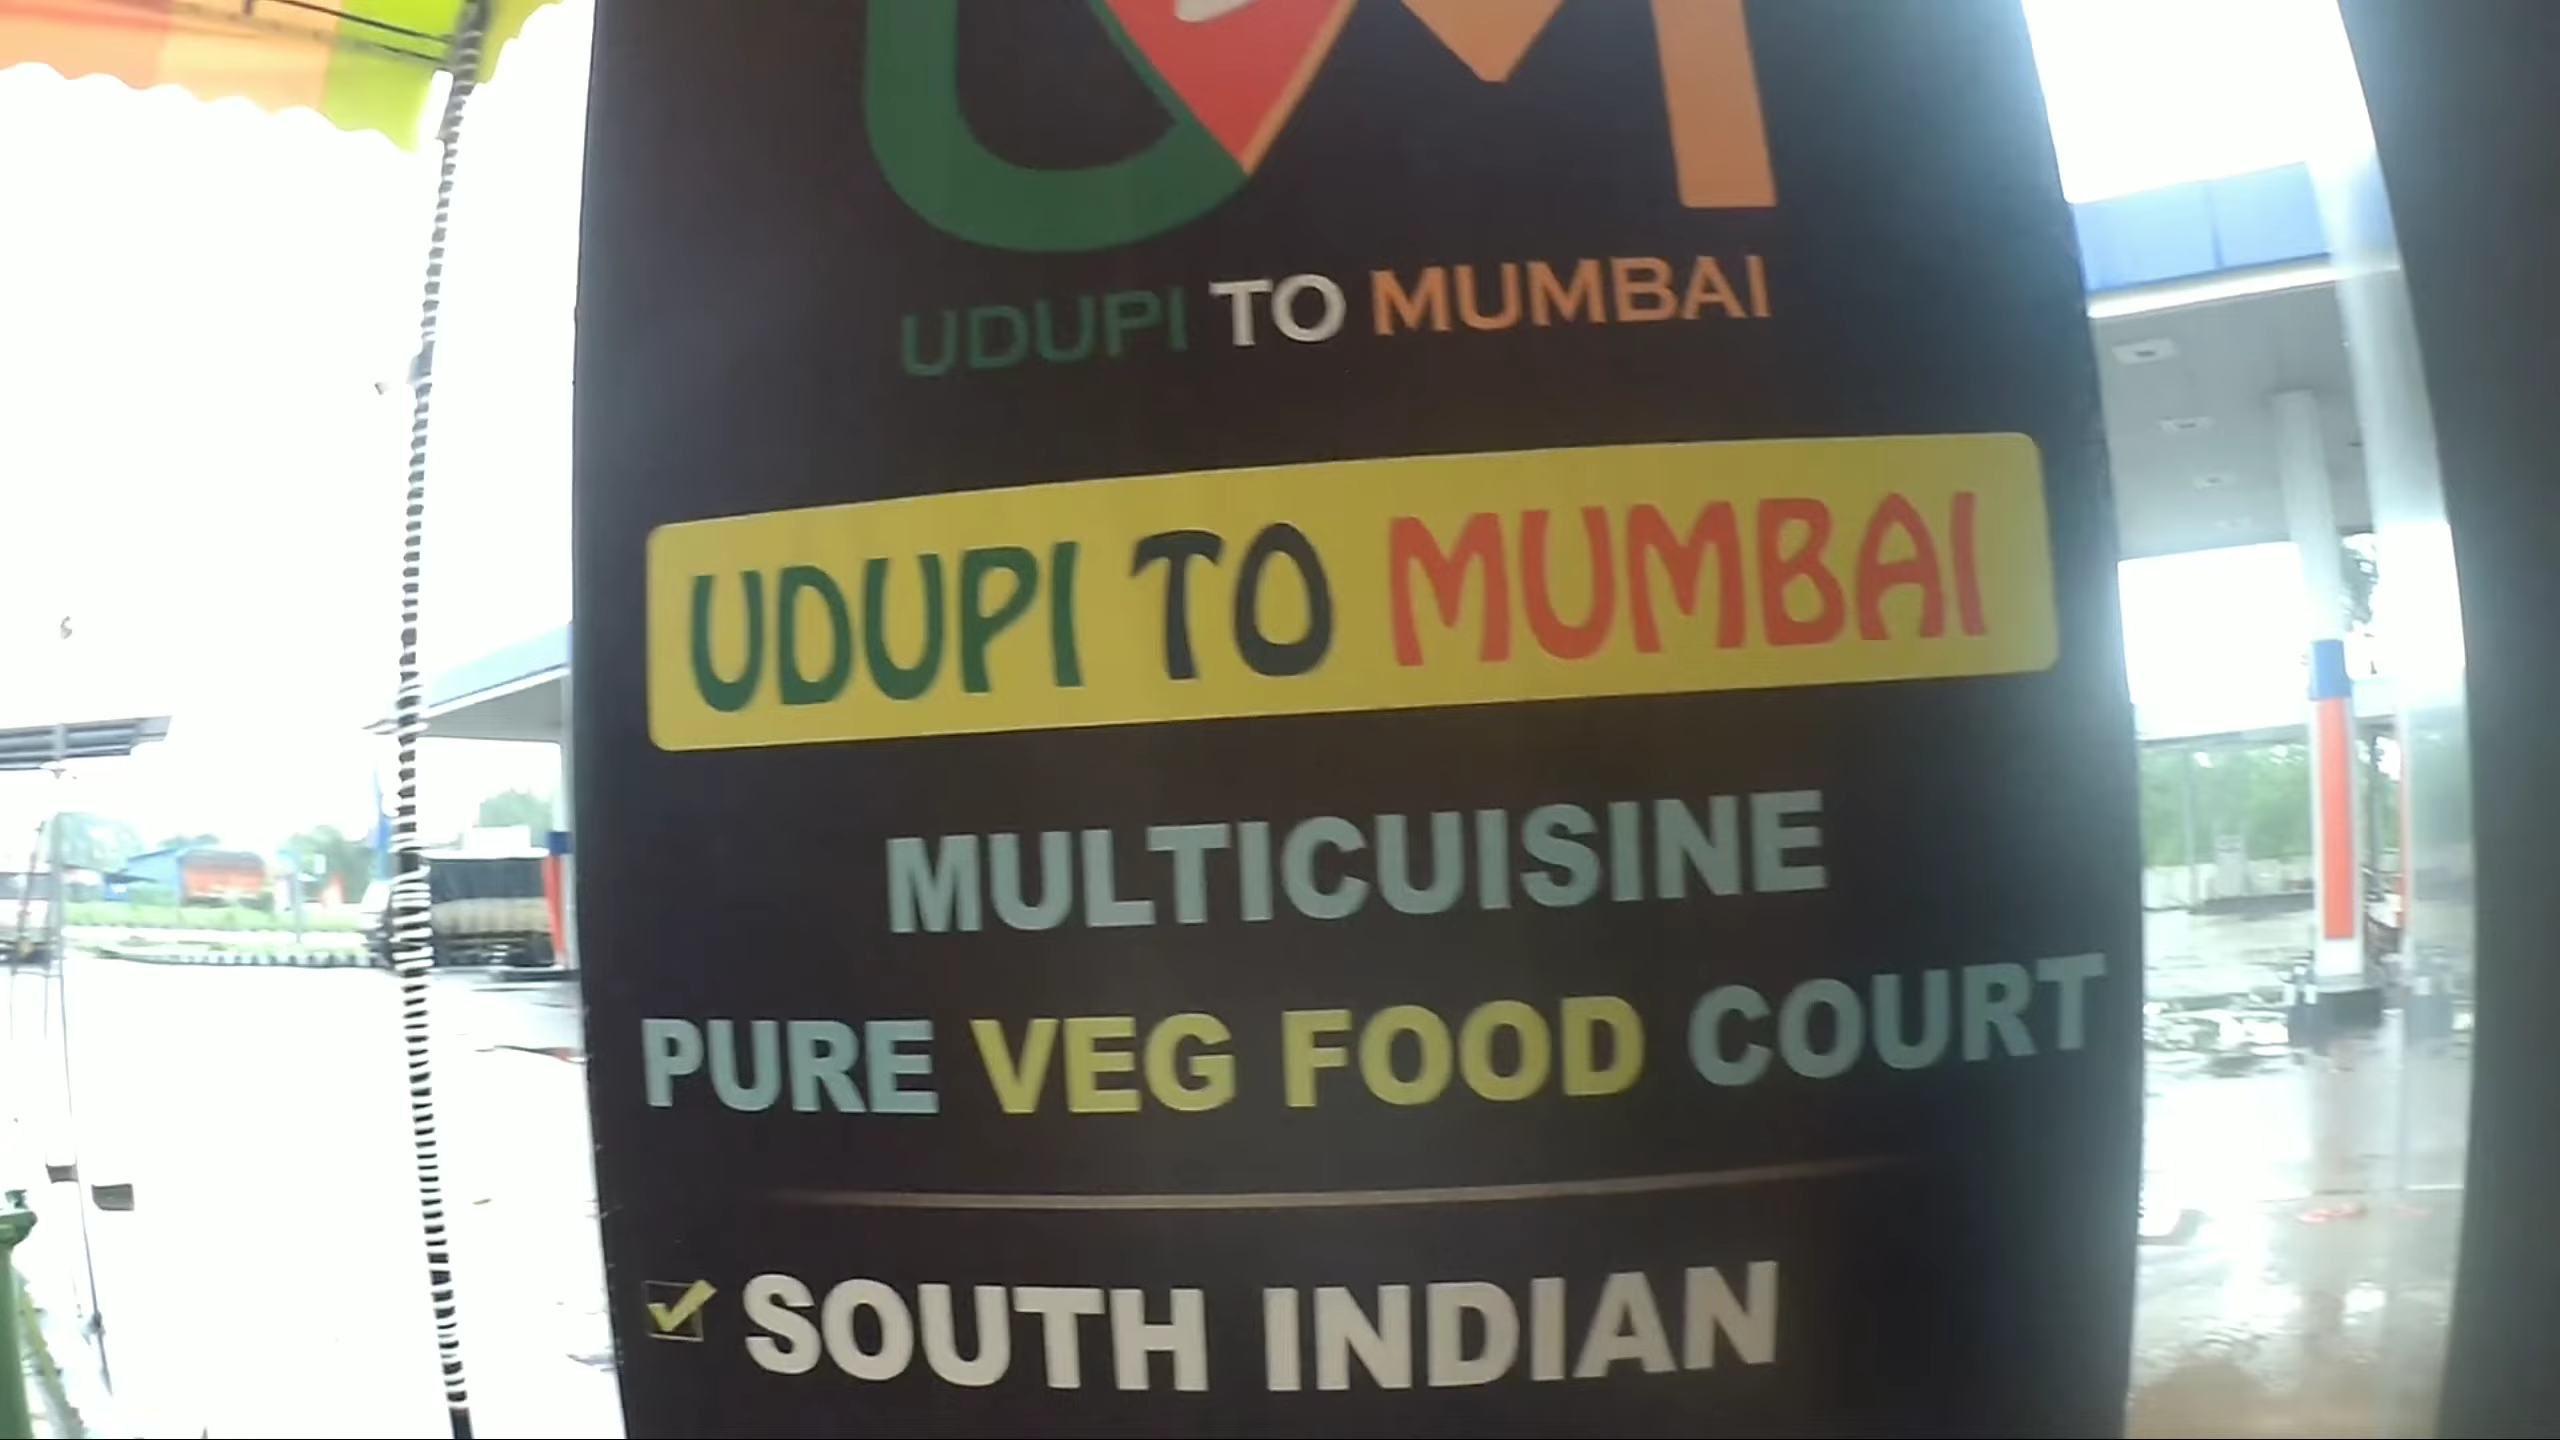 UDUPI TO MUMBAI
UDUPI TO MUMBAI
MULTICUISINE
PURE VEG FOOD COURT
SOUTH INDIAN